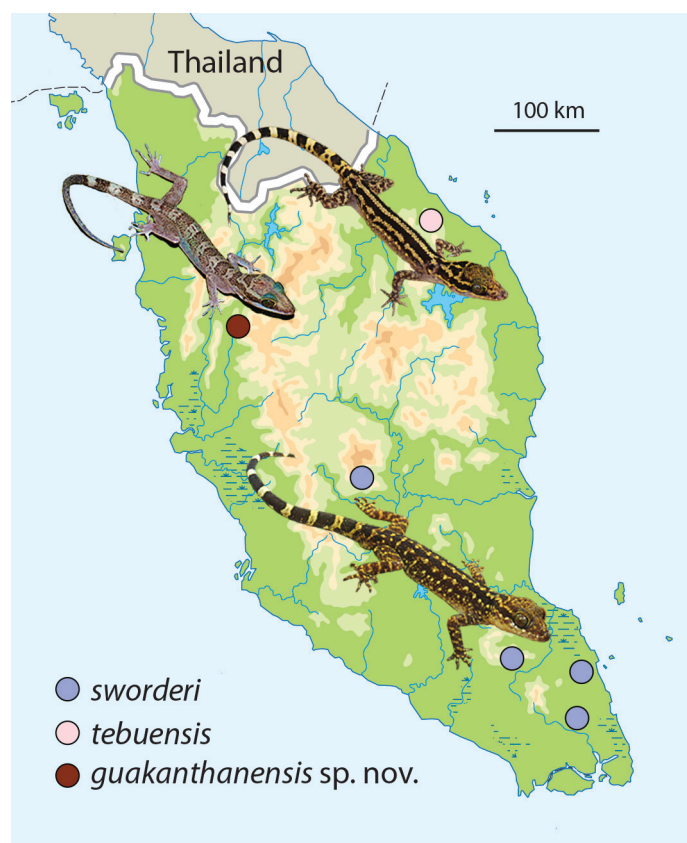 Thailand
100 km
sworderi
tebuensis
guakanthanensis sp. nov.